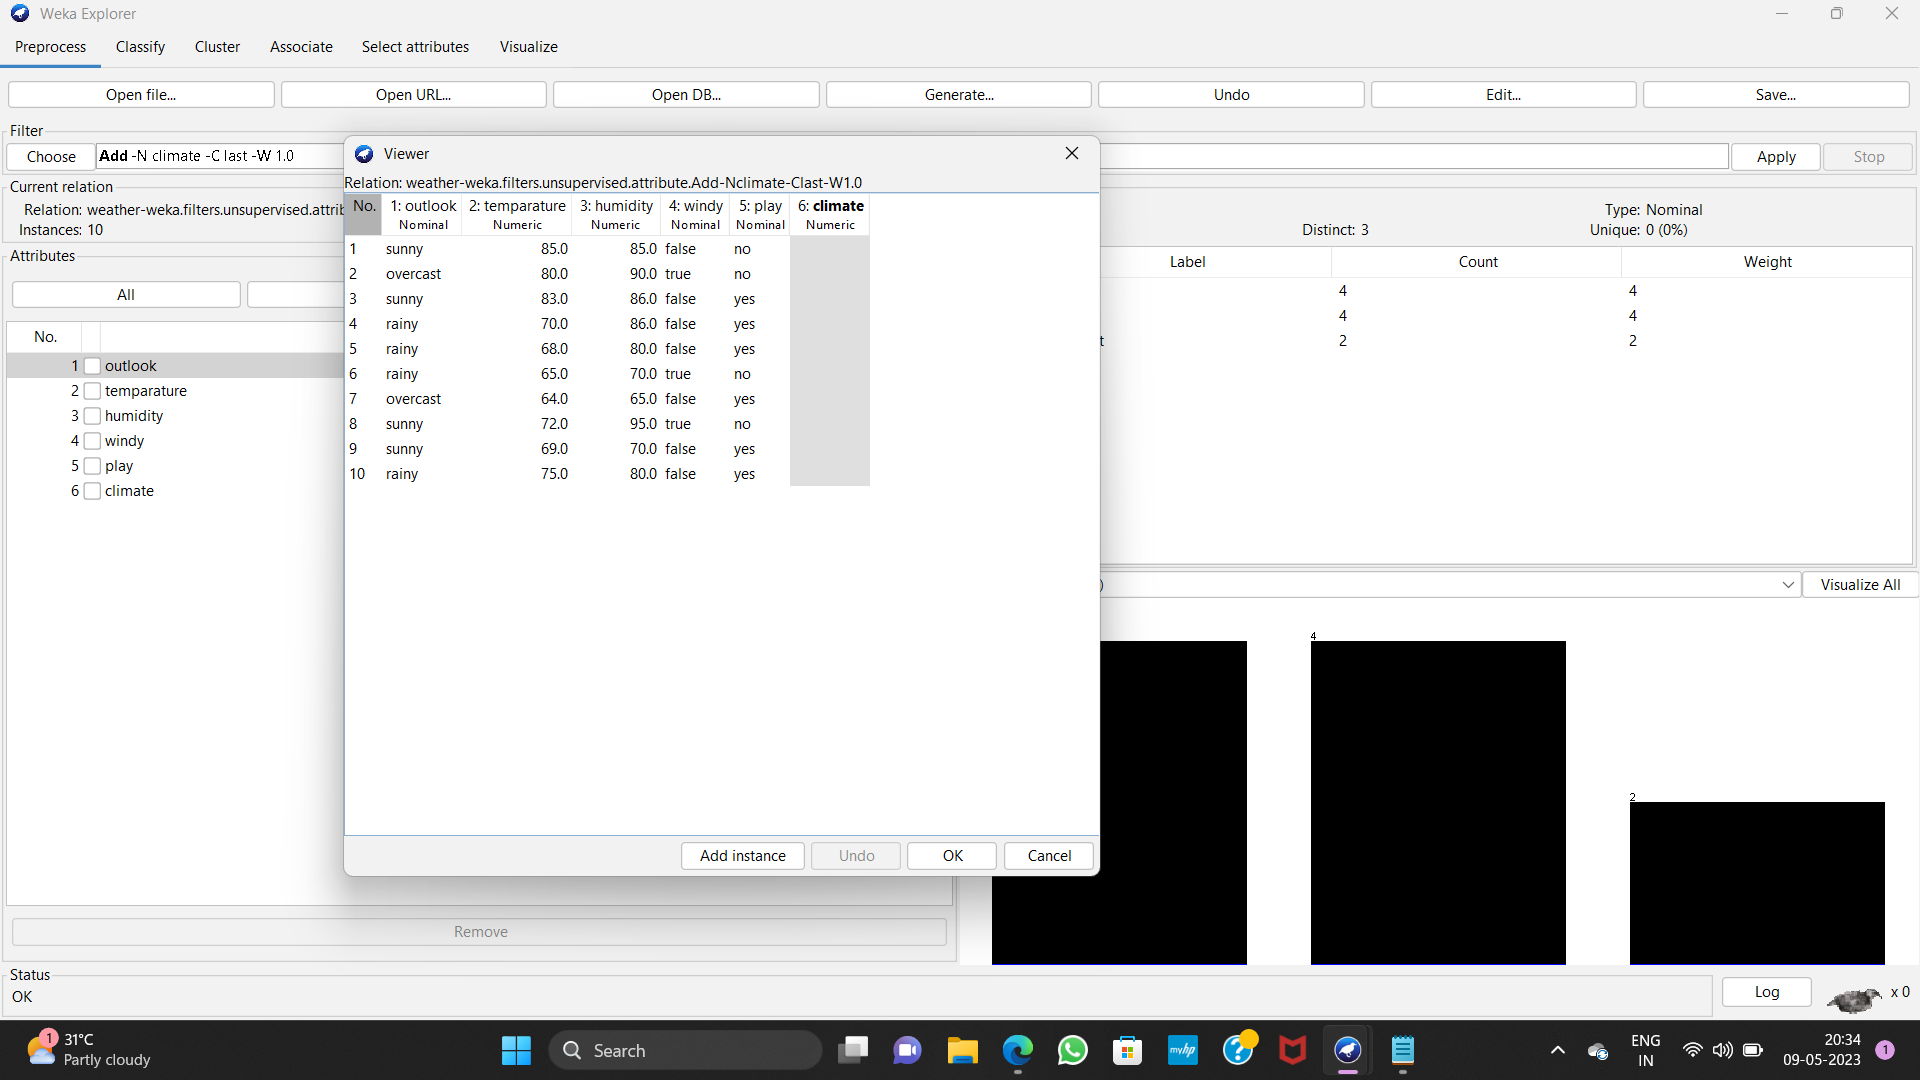 Weka Explorer
Preprocess Classify Cluster Associate Select attributes Visualize
Open file... Open URL... Open DB... Generate... Undo Edit... Save...
Filter
Choose Add -N climate -C last -W 1.0 Apply Stop
Current relation
Relation: weather-weka.filters.unsupervised.attrib
Instances: 10
Type: Nominal
Distinct: 3 Unique: 0 (0%)
Attributes
All
No.
1 outlook
2 temparature
3 humidity
4 windy
5 play
6 climate
Remove
Viewer
Relation: weather-weka.filters.unsupervised.attribute.Add-Nclimate-Clast-W1.0
No. 1: outlook 2: temparature 3: humidity 4: windy 5: play 6: climate
Nominal Numeric Numeric Nominal Nominal Numeric
1 sunny 85.0 85.0 false no
2 overcast 80.0 90.0 true no
3 sunny 83.0 86.0 false yes
4 rainy 70.0 86.0 false yes
5 rainy 68.0 80.0 false yes
6 rainy 65.0 70.0 true no
7 overcast 64.0 65.0 false yes
8 sunny 72.0 95.0 true no
9 sunny 69.0 70.0 false yes
10 rainy 75.0 80.0 false yes
Add instance Undo OK Cancel
Label Count Weight
4 4
4 4
t 2 2
) Visualize All
4
2
Status
OK
Log x 0
1 31°C
Partly cloudy
Search
myhp
ENG
IN
20:34
09-05-2023
1